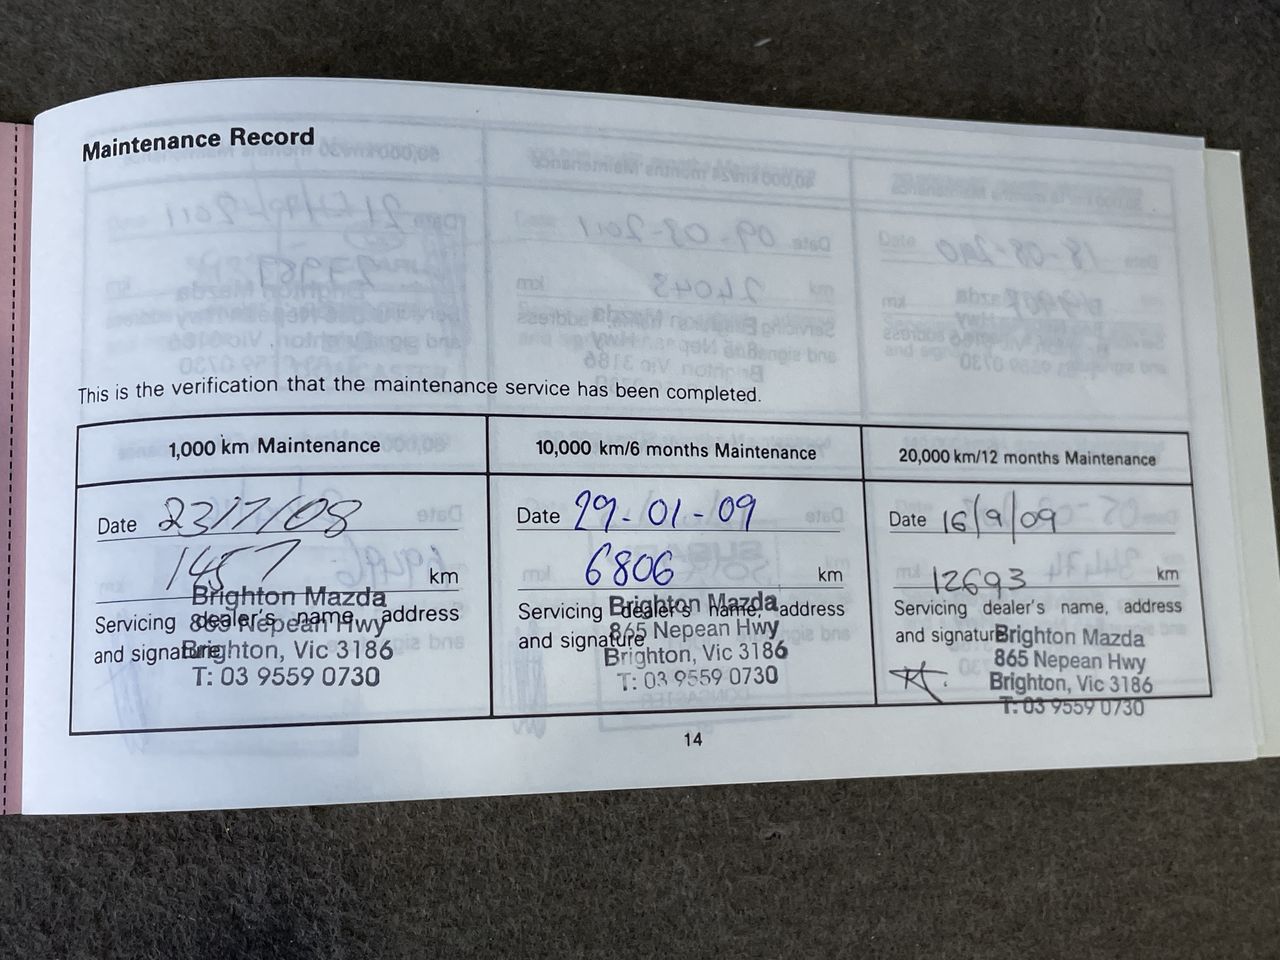 Maintenance Record
This is the verification that the maintenance service has been completed.
1,000 km Maintenance
Date 23/7/08
1457 km
Servicing dealer's name, address
and signature
Brighton Mazda
865 Nepean Hwy
Brighton, Vic 3186
T: 03 9559 0730
10,000 km/6 months Maintenance
Date 29-01-09
6806 km
Servicing dealer's name, address
and signature
Brighton Mazda
865 Nepean Hwy
Brighton, Vic 3186
T: 03 9559 0730
20,000 km/12 months Maintenance
Date 16/9/09
12693 km
Servicing dealer's name, address
and signature
Brighton Mazda
865 Nepean Hwy
Brighton, Vic 3186
T: 03 9559 0730
14